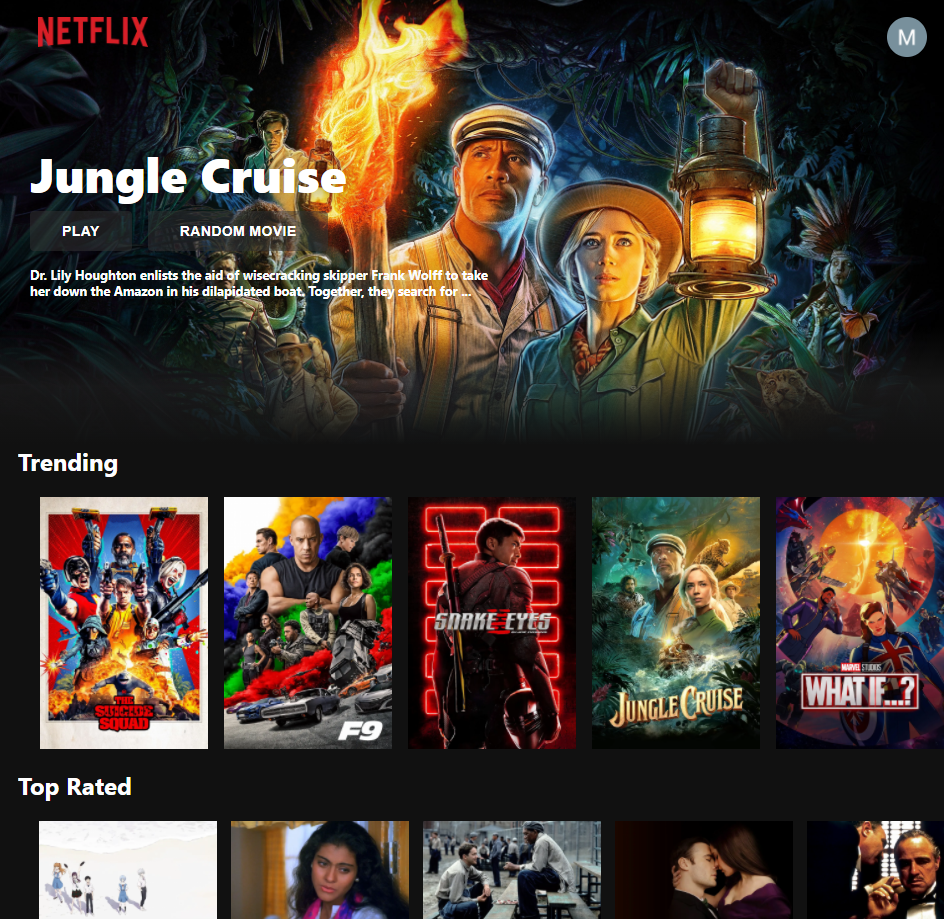 NETFLIX
M
Jungle Cruise
PLAY
RANDOM MOVIE
Dr. Lily Houghton enlists the aid of wisecracking skipper Frank Wolff to take
her down the Amazon in his dilapidated boat. Together, they search for ...
Trending
THE
SUICIDE
SQUAD
F9
SNAKE EYES
JUNGLE CRUISE
MARVEL STUDIOS
WHAT IF...?
Top Rated